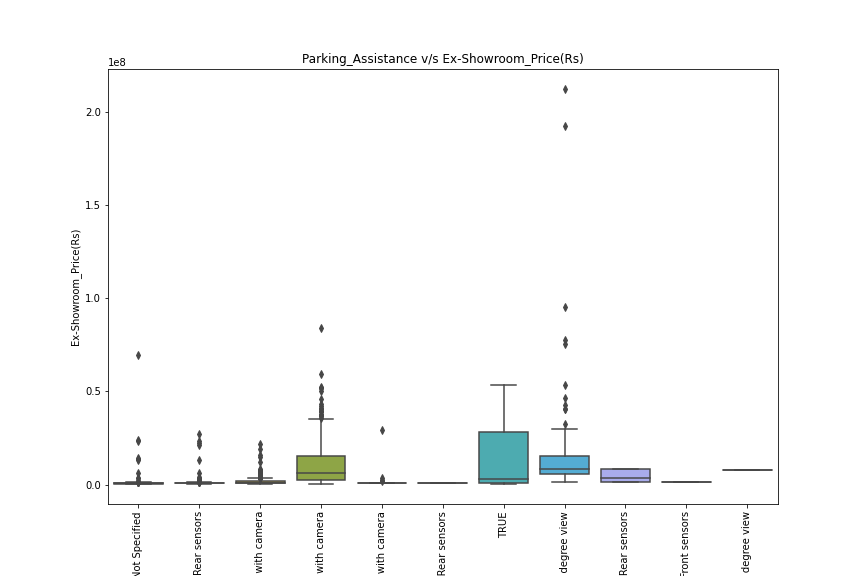 Parking_Assistance v/s Ex-Showroom_Price(Rs)
1e8
2.0
1.5
1.0
0.5
0.0
Ex-Showroom_Price(Rs)
Not Specified
Rear sensors
with camera
with camera
with camera
Rear sensors
TRUE
degree view
Rear sensors
Front sensors
degree view